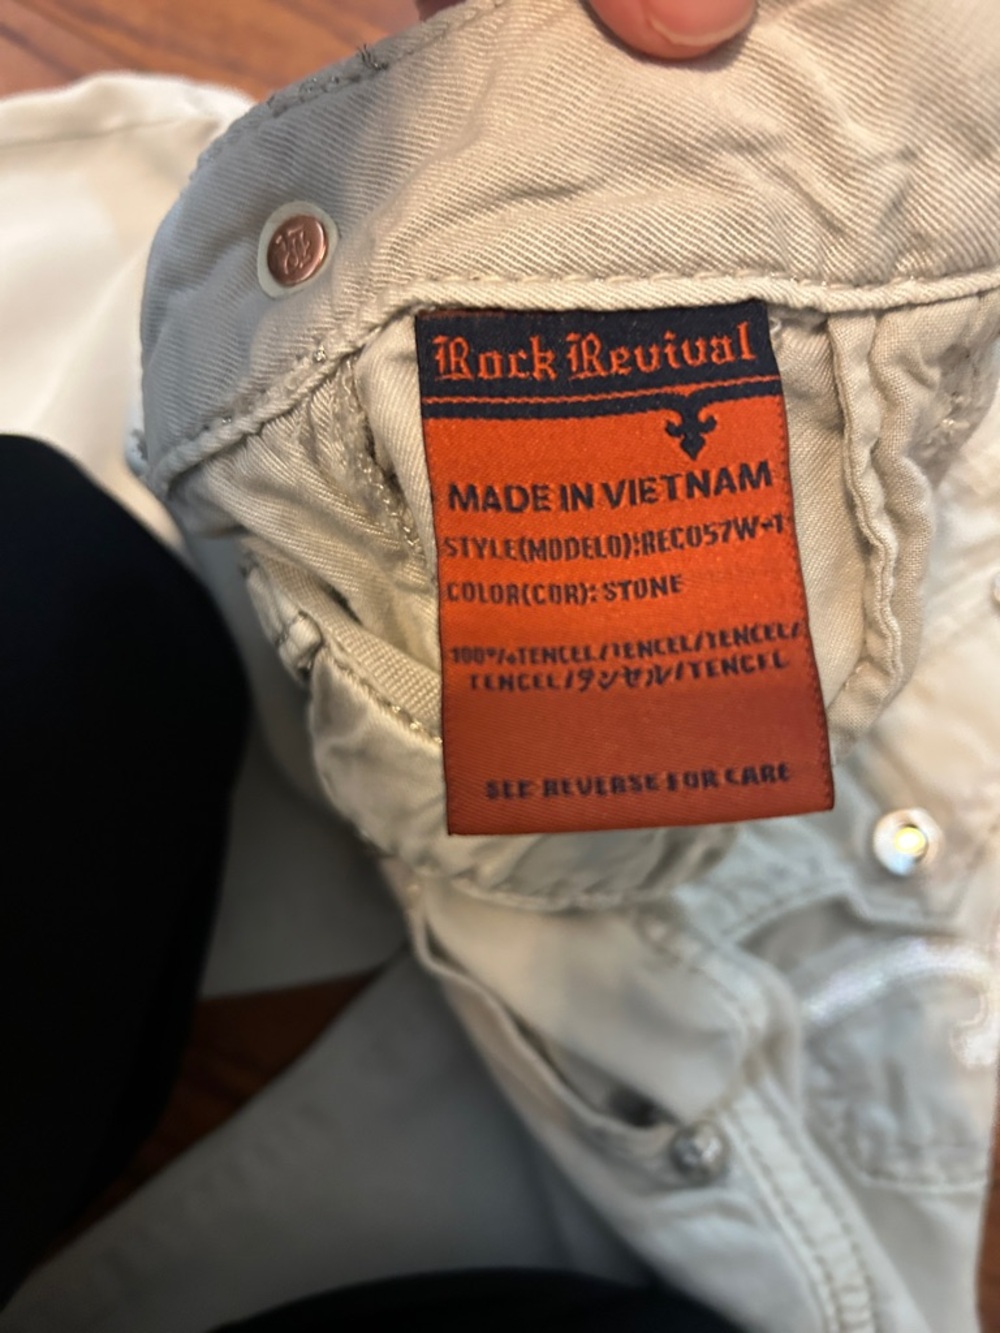 Rock Revival
MADE IN VIETNAM
STYLE(MODELO):REC057W-1
COLOR(COR): STONE
100%TENCEL/TENCEL/TENCEL/
TENCEL/タンセル/TENCEL
SEE REVERSE FOR CARE